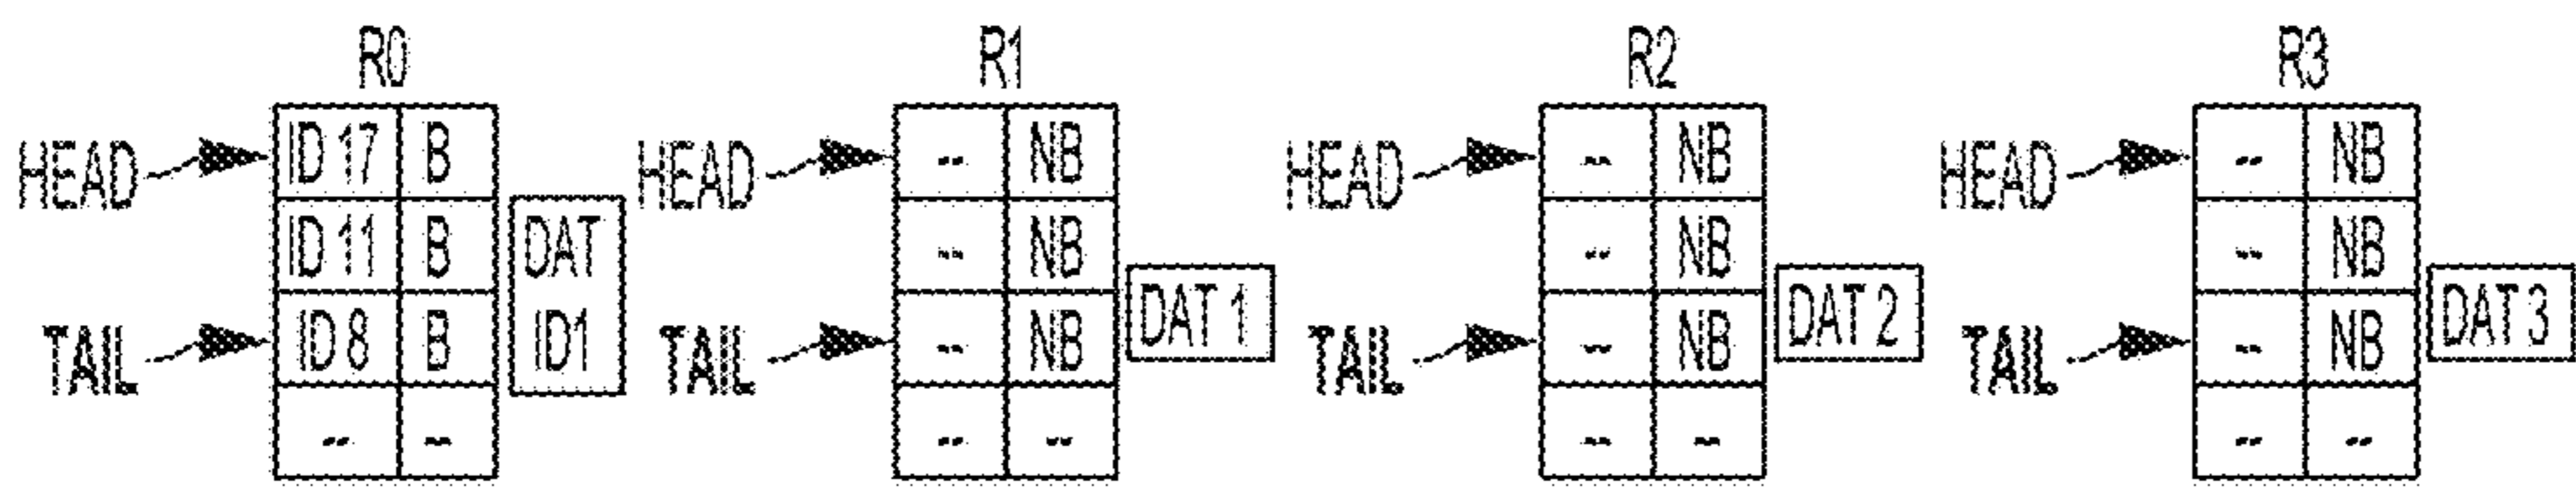 R0 R1 R2 R3
HEAD ID 17 B HEAD -- NB HEAD -- NB HEAD -- NB
ID 11 B -- NB -- NB -- NB
TAIL ID 8 B DAT ID1 TAIL -- NB DAT 1 TAIL -- NB DAT 2 TAIL -- NB DAT 3
-- -- -- -- -- -- -- --